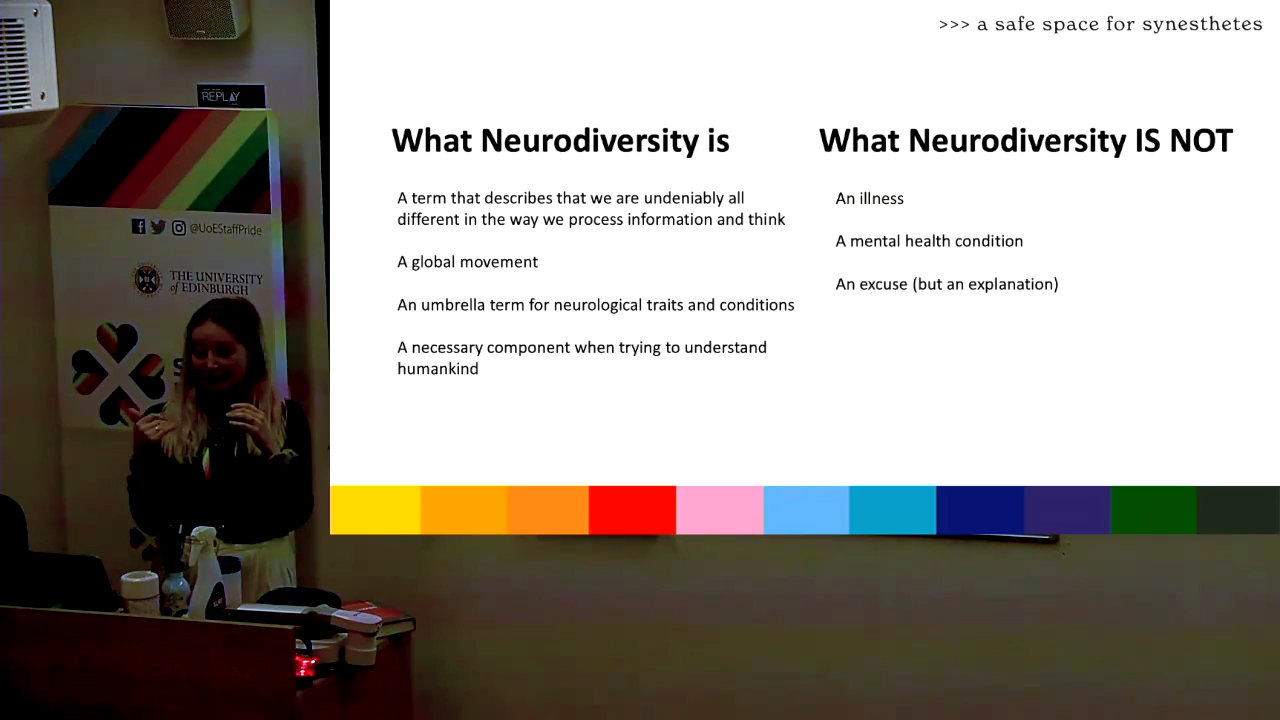 >>> a safe space for synesthetes
REPLAY
What Neurodiversity is
A term that describes that we are undeniably all
different in the way we process information and think
A global movement
An umbrella term for neurological traits and conditions
A necessary component when trying to understand
humankind
What Neurodiversity IS NOT
An illness
A mental health condition
An excuse (but an explanation)
@UoEStaffPride
THE UNIVERSITY
of EDINBURGH